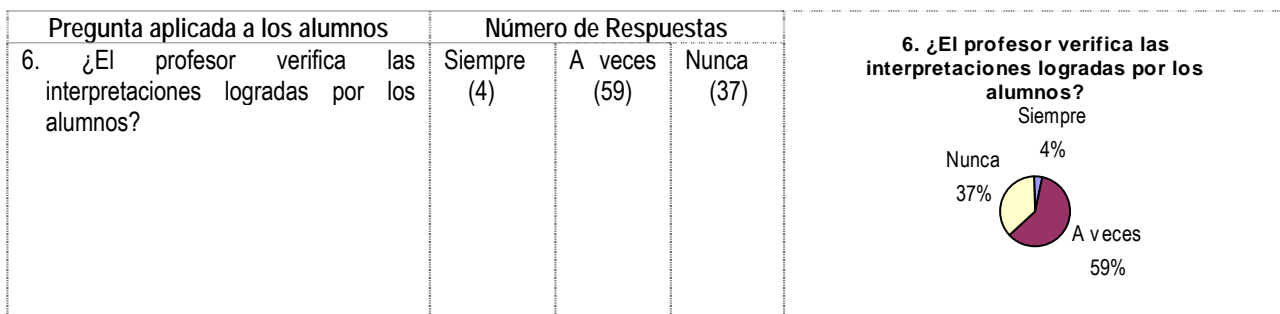 Pregunta aplicada a los alumnos
Número de Respuestas
6. ¿El profesor verifica las
interpretaciones logradas por los
alumnos?
Siempre
(4)
A veces
(59)
Nunca
(37)
6. ¿El profesor verifica las
interpretaciones logradas por los
alumnos?
Siempre
4%
Nunca
37%
A veces
59%